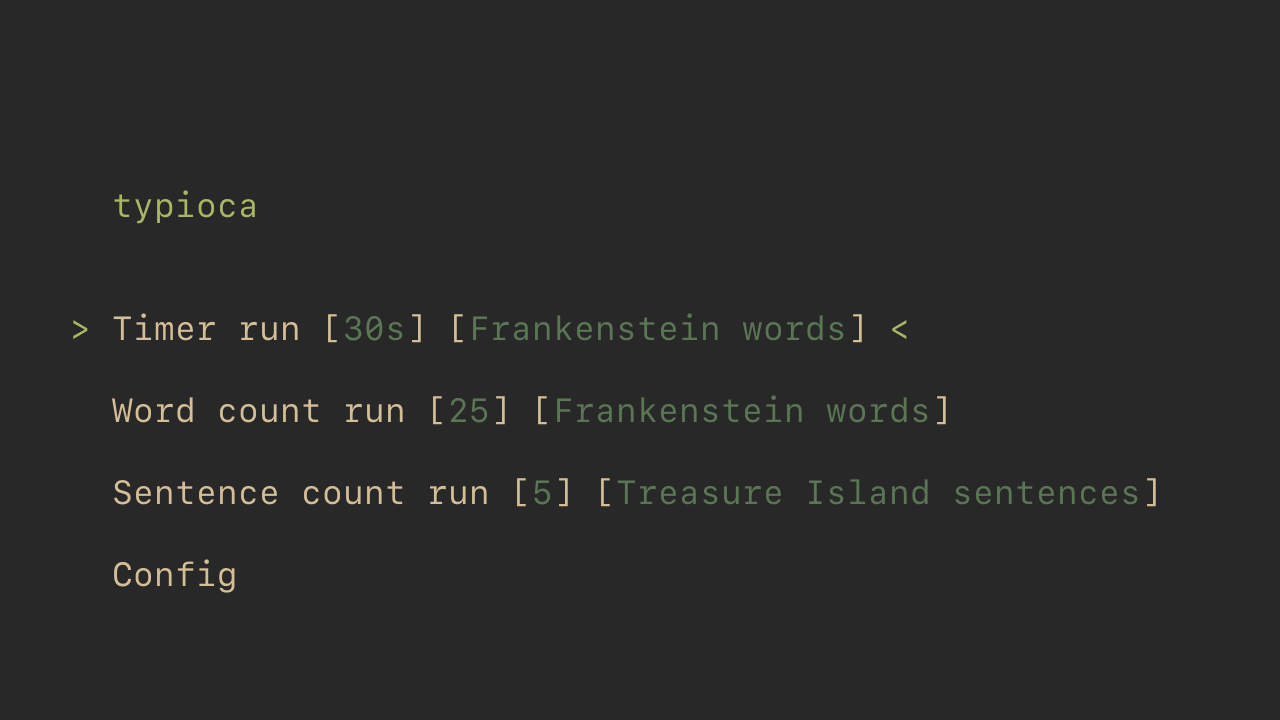 typioca
> Timer run [30s] [Frankenstein words] <
Word count run [25] [Frankenstein words]
Sentence count run [5] [Treasure Island sentences]
Config